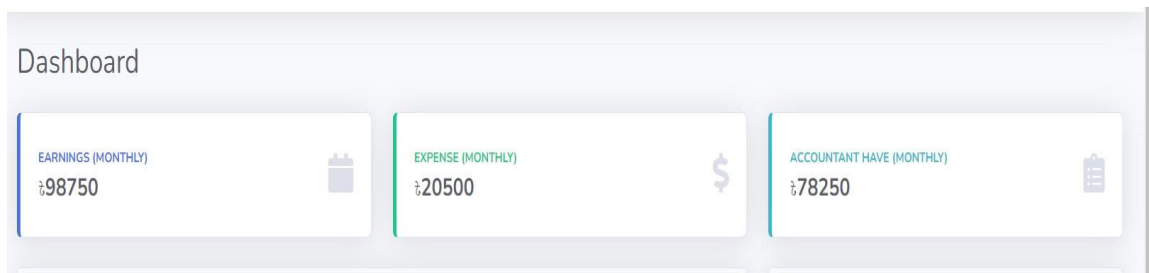 Dashboard
EARNINGS (MONTHLY)
৳98750
EXPENSE (MONTHLY)
৳20500
ACCOUNTANT HAVE (MONTHLY)
৳78250